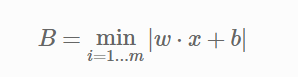 B = min i=1...m |w · x + b|